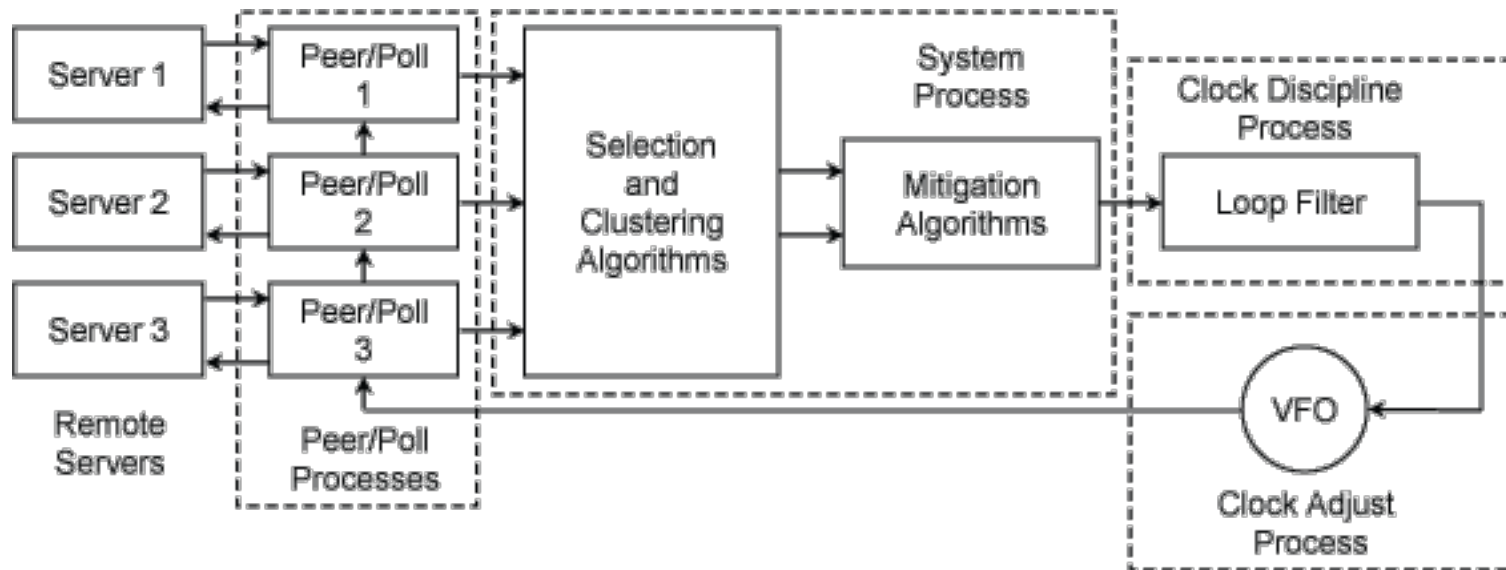 Server 1
Server 2
Server 3
Remote
Servers
Peer/Poll
1
Peer/Poll
2
Peer/Poll
3
Peer/Poll
Processes
Selection
and
Clustering
Algorithms
System
Process
Mitigation
Algorithms
Clock Discipline
Process
Loop Filter
VFO
Clock Adjust
Process